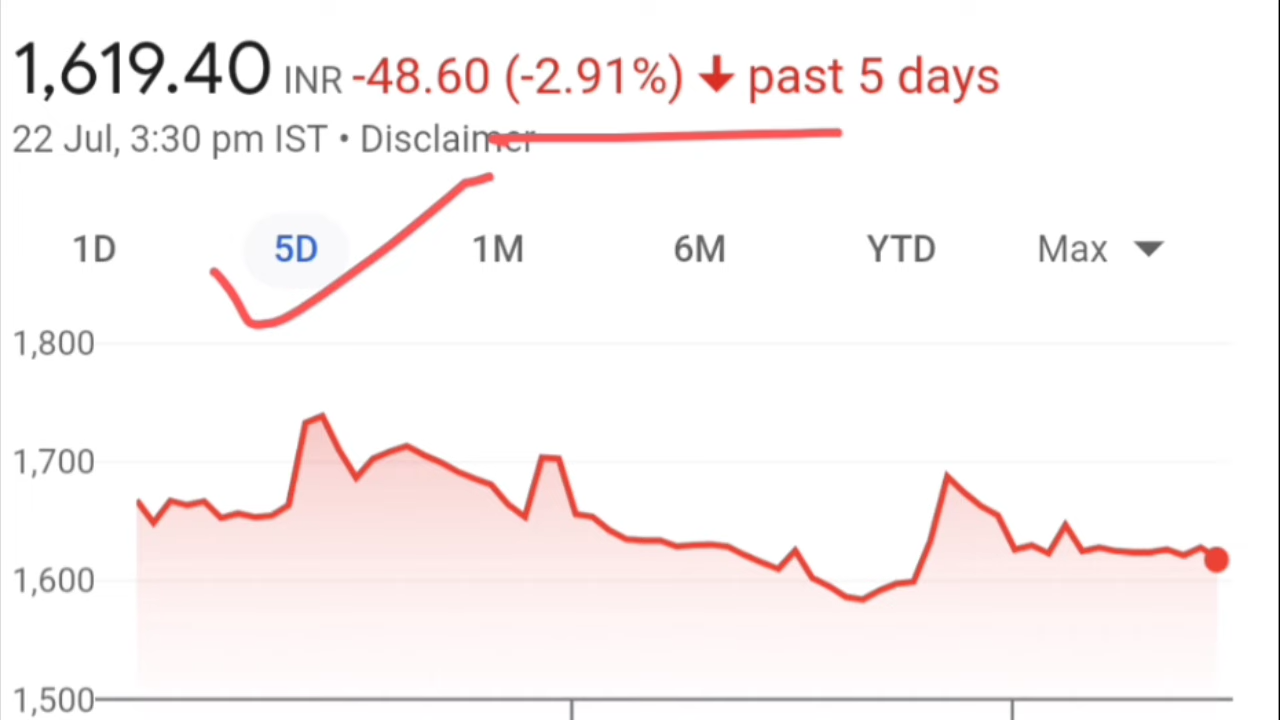 1,619.40 INR -48.60 (-2.91%) ↓ past 5 days
22 Jul, 3:30 pm IST • Disclaimer
1D 5D 1M 6M YTD Max
1,800
1,700
1,600
1,500